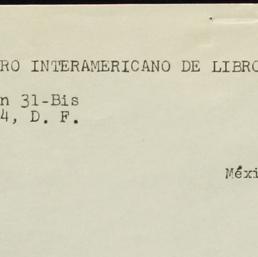 RO INTERAMERICANO DE LIBRO
n 31-Bis
4, D. F.
Méxi